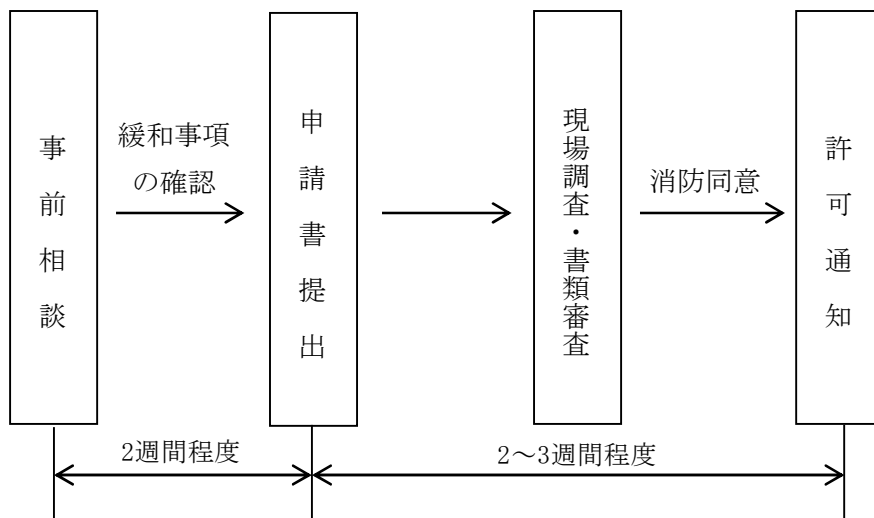 事前相談
緩和事項
の確認
申請書提出
現場調査・書類審査
消防同意
許可通知
2週間程度
2～3週間程度